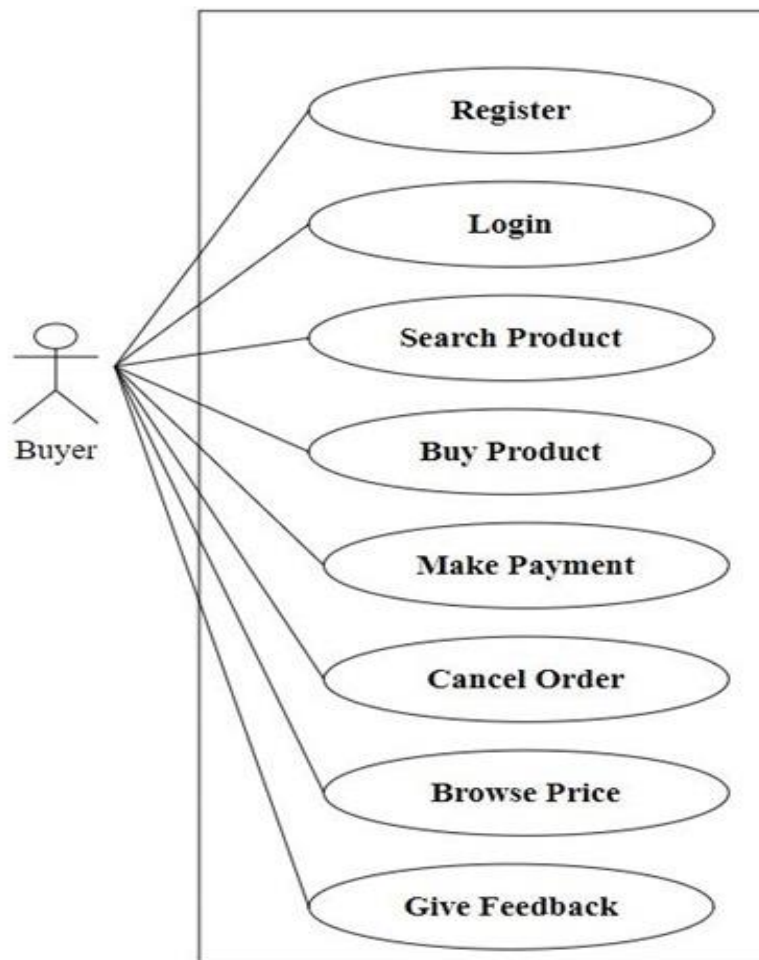 Register
Login
Search Product
Buyer
Buy Product
Make Payment
Cancel Order
Browse Price
Give Feedback